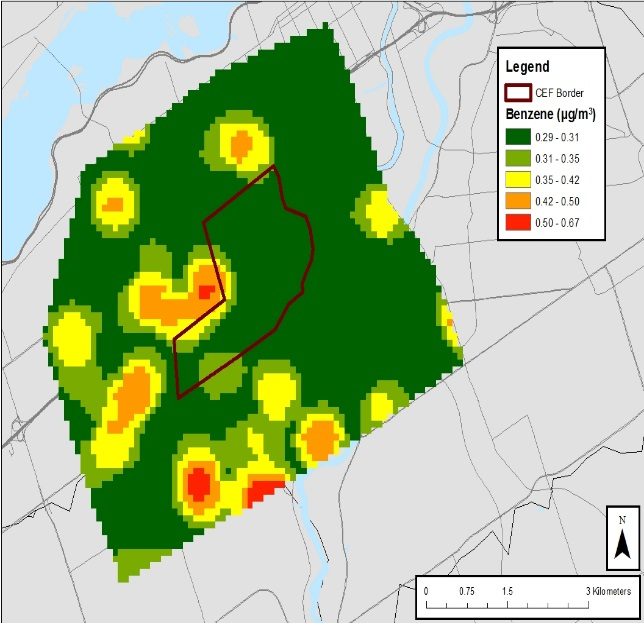 Legend
CEF Border
Benzene (µg/m³)
0.29 - 0.31
0.31 - 0.35
0.35 - 0.42
0.42 - 0.50
0.50 - 0.67
N
0 0.75 1.5 3 Kilometers